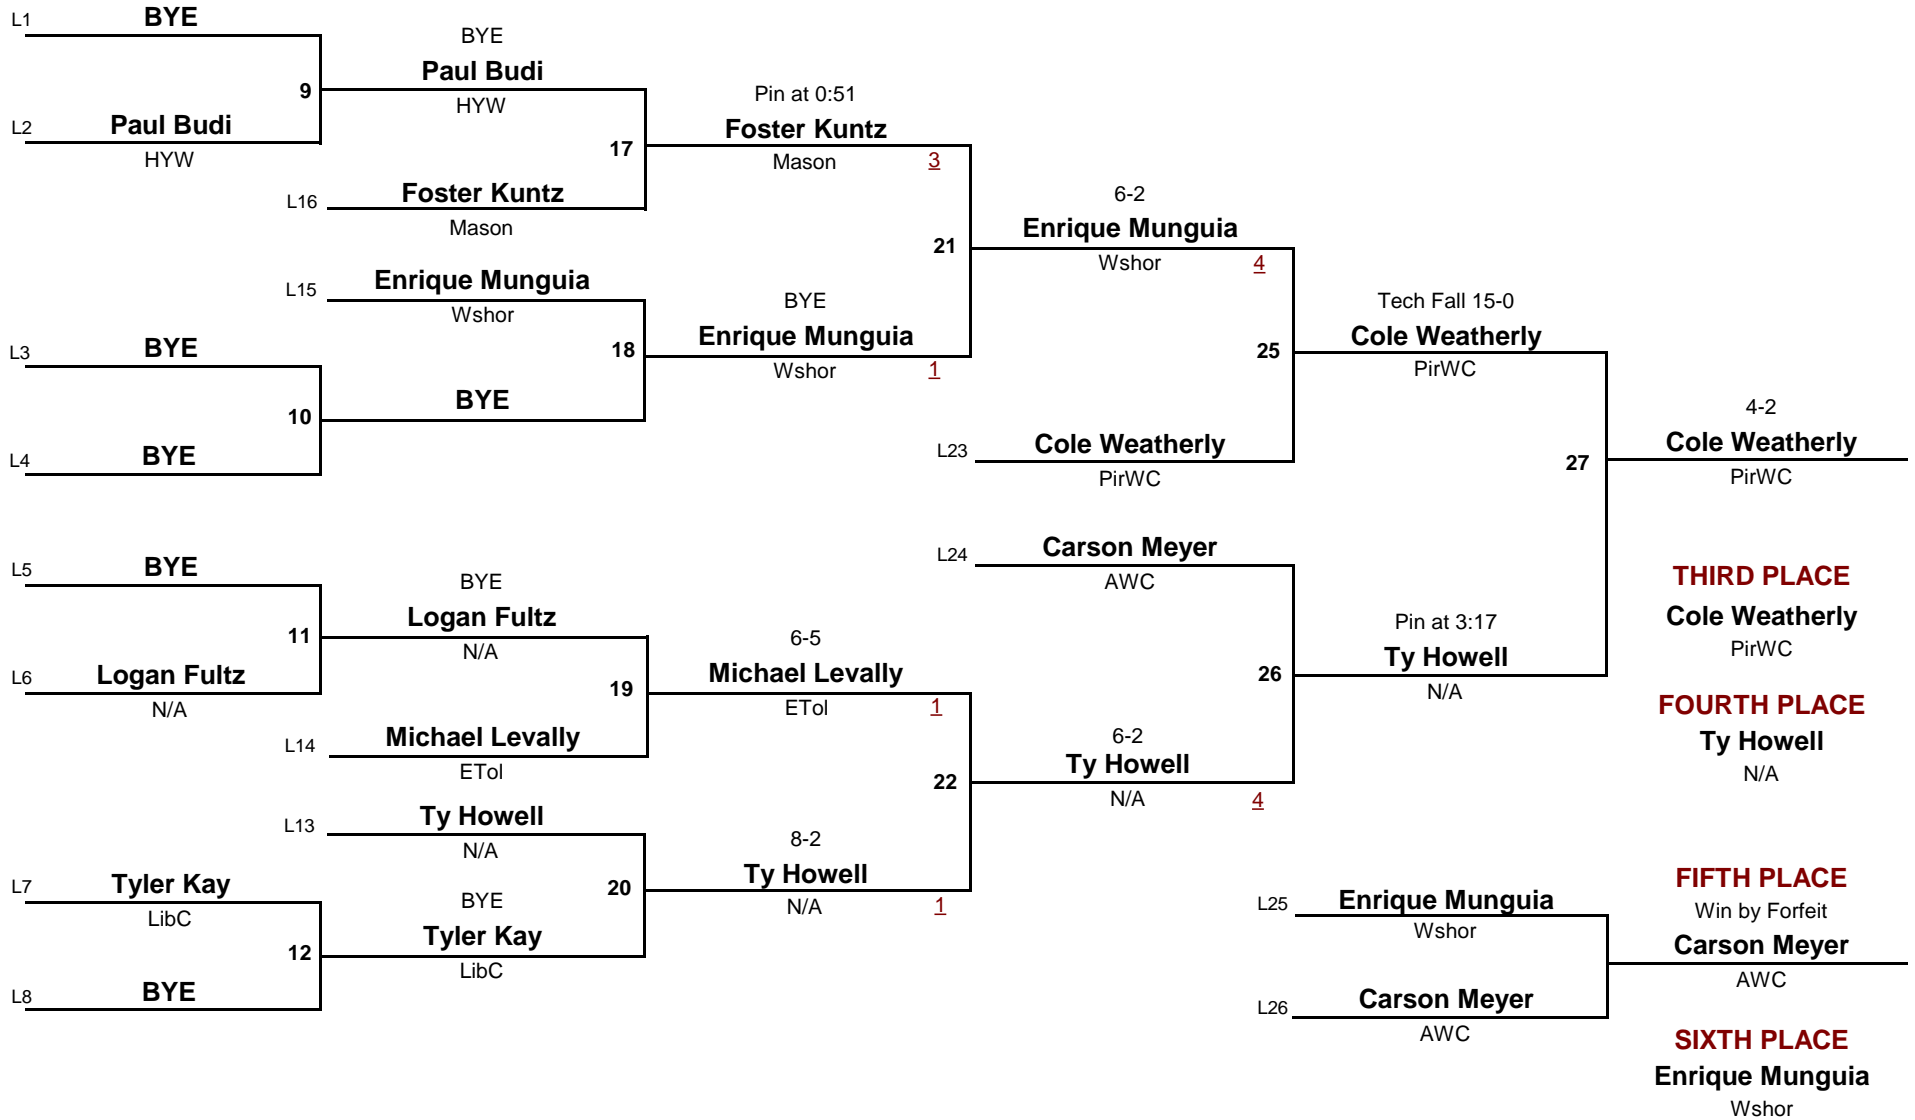 L1
BYE
9
L2
Paul Budi
HYW
BYE
Paul Budi
HYW
17
L16
Foster Kuntz
Mason
Pin at 0:51
Foster Kuntz
Mason
3
21
L15
Enrique Munguia
Wshor
18
BYE
Enrique Munguia
Wshor
1
L3
BYE
10
L4
BYE
BYE
6-2
Enrique Munguia
Wshor
4
25
L23
Cole Weatherly
PirWC
Tech Fall 15-0
Cole Weatherly
PirWC
27
4-2
Cole Weatherly
PirWC
L5
BYE
11
L6
Logan Fultz
N/A
BYE
Logan Fultz
N/A
19
L14
Michael Levally
ETol
6-5
Michael Levally
ETol
1
22
L13
Ty Howell
N/A
20
L7
Tyler Kay
LibC
12
L8
BYE
BYE
Tyler Kay
LibC
8-2
Ty Howell
N/A
1
L24
Carson Meyer
AWC
26
6-2
Ty Howell
N/A
4
Pin at 3:17
Ty Howell
N/A
THIRD PLACE
Cole Weatherly
PirWC
FOURTH PLACE
Ty Howell
N/A
L25
Enrique Munguia
Wshor
L26
Carson Meyer
AWC
FIFTH PLACE
Win by Forfeit
Carson Meyer
AWC
SIXTH PLACE
Enrique Munguia
Wshor